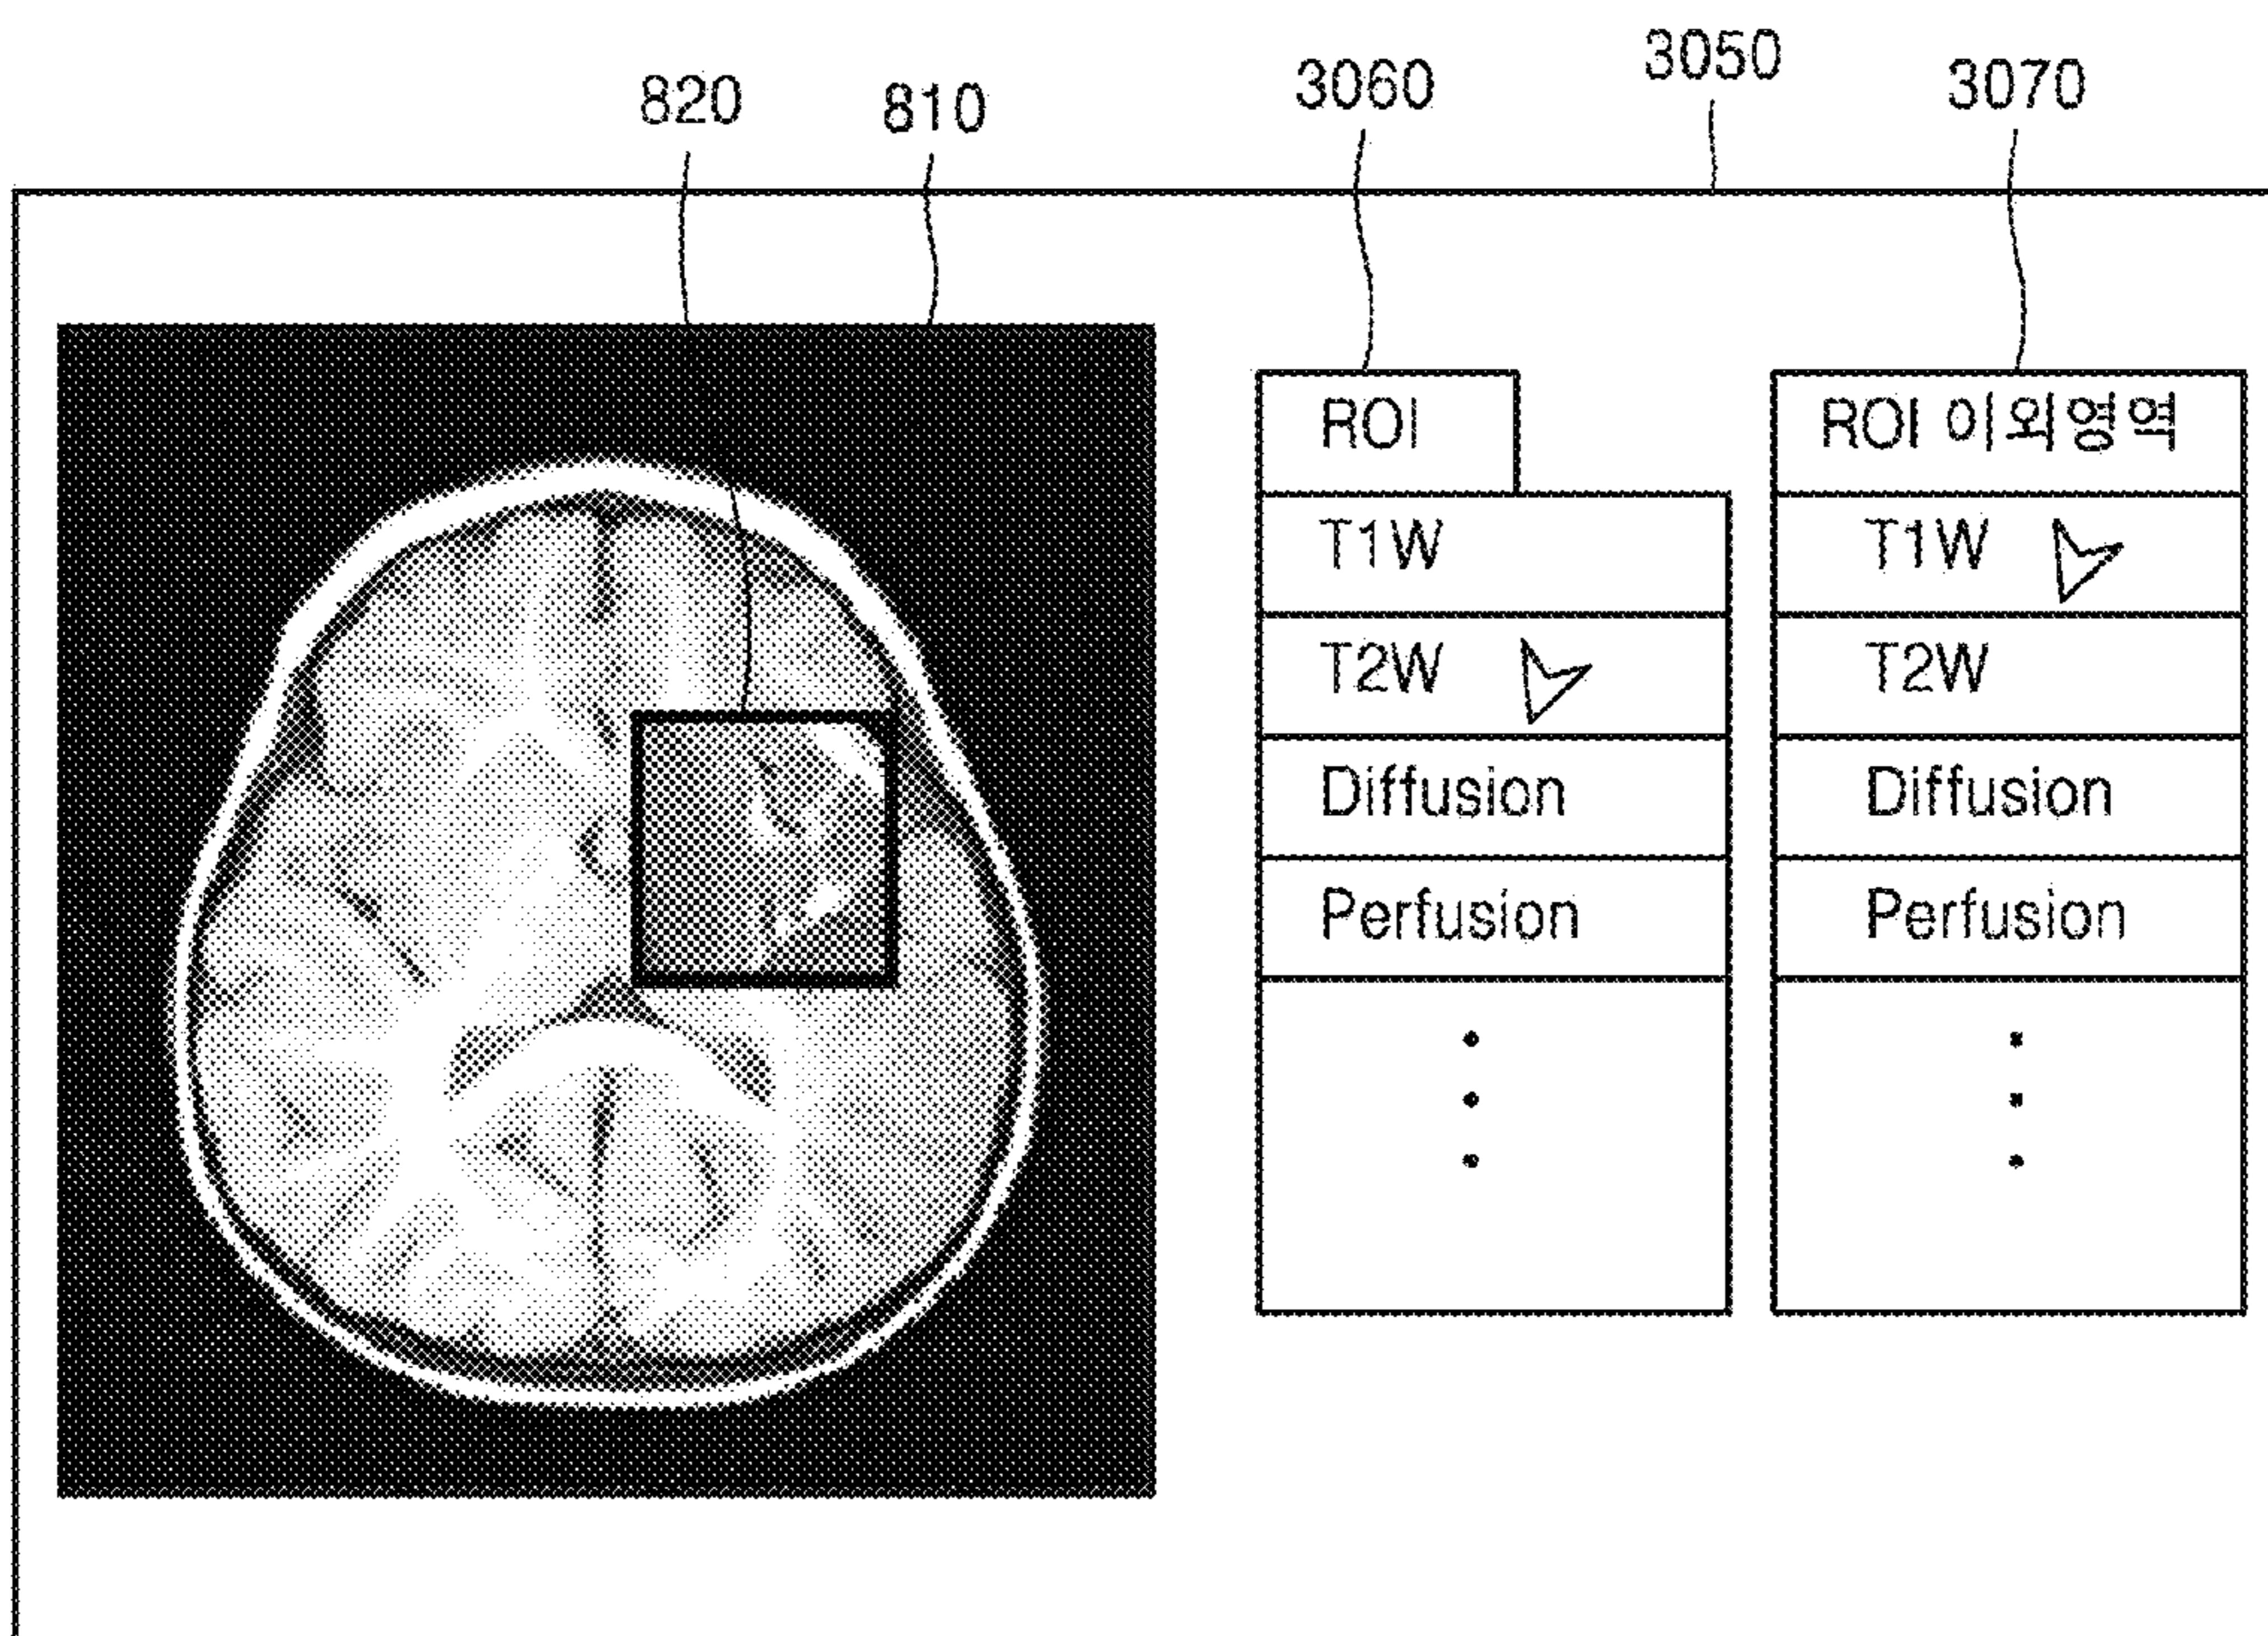 820
810
3060
3050
3070
ROI
T1W
T2W
Diffusion
Perfusion
ROI 이외영역
T1W
T2W
Diffusion
Perfusion